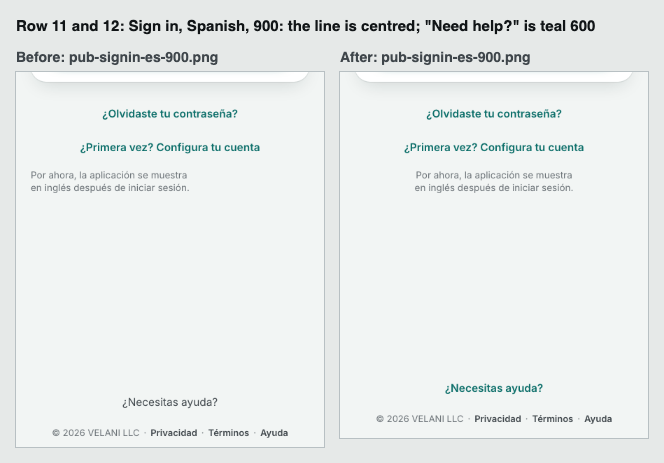 Row 11 and 12: Sign in, Spanish, 900: the line is centred; "Need help?" is teal 600
Before: pub-signin-es-900.png
¿Olvidaste tu contraseña?
¿Primera vez? Configura tu cuenta
Por ahora, la aplicación se muestra
en inglés después de iniciar sesión.
¿Necesitas ayuda?
© 2026 VELANI LLC · Privacidad · Términos · Ayuda
After: pub-signin-es-900.png
¿Olvidaste tu contraseña?
¿Primera vez? Configura tu cuenta
Por ahora, la aplicación se muestra
en inglés después de iniciar sesión.
¿Necesitas ayuda?
© 2026 VELANI LLC · Privacidad · Términos · Ayuda